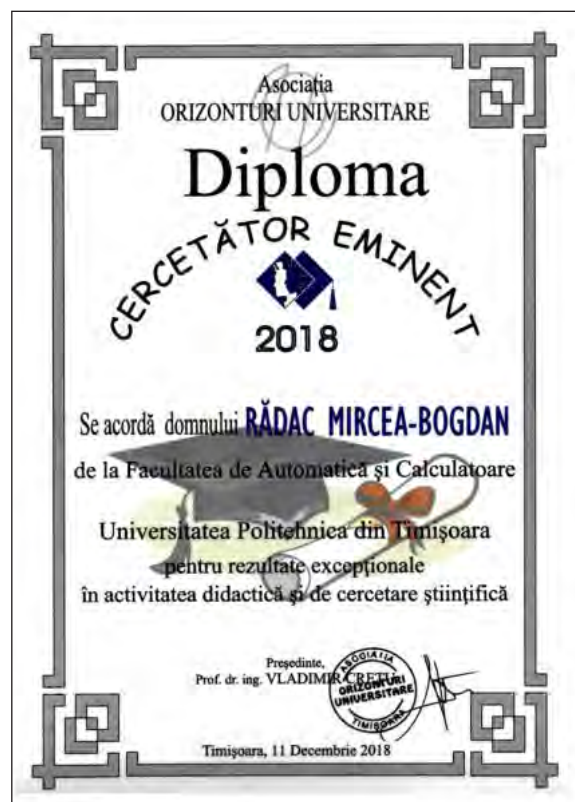 Asociația
ORIZONTURI UNIVERSITARE
Diploma
CERCETĂTOR EMINENT
2018
Se acordă domnului RĂDAC MIRCEA-BOGDAN
de la Facultatea de Automatică și Calculatoare
Universitatea Politehnica din Timișoara
pentru rezultate excepționale
în activitatea didactică și de cercetare științifică
Președinte,
Prof. dr. ing. VLADIMIR CREȚU
ASOCIAȚIA
ORIZONTURI
UNIVERSITARE
TIMIȘOARA
Timișoara, 11 Decembrie 2018